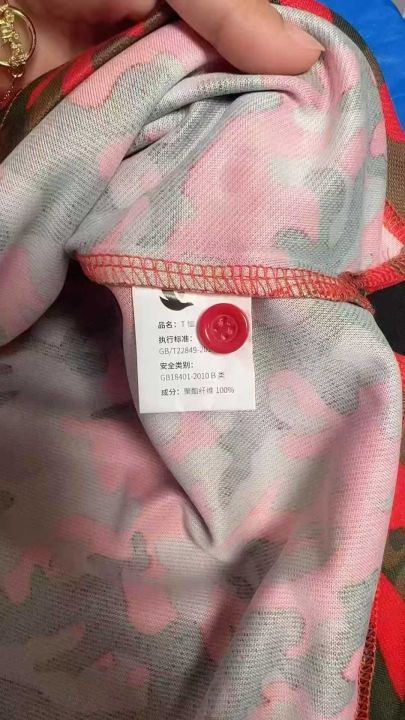 品名：T 恤
执行标准：
GB/T22849-20
安全类别：
GB18401-2010 B 类
成分：聚酯纤维 100%